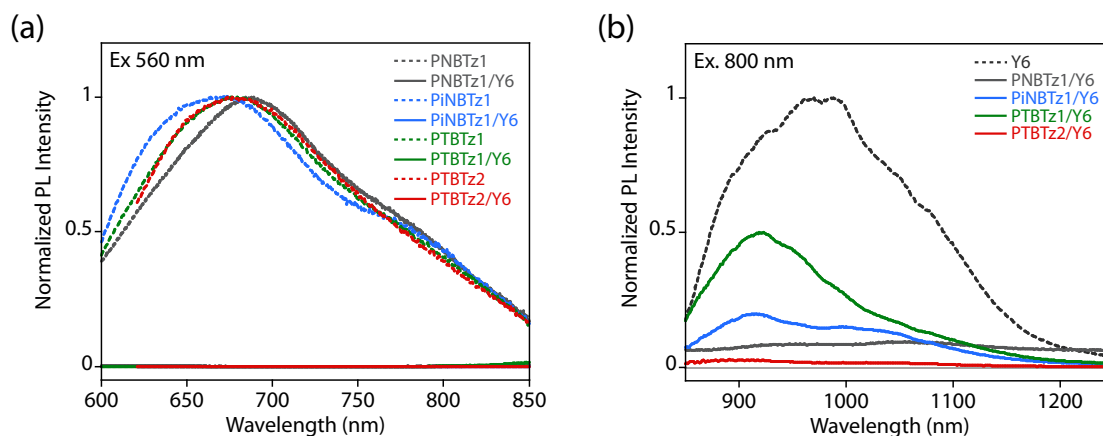 (a)
Ex 560 nm
PNBTz1
PNBTz1/Y6
PiNBTz1
PiNBTz1/Y6
PTBTz1
PTBTz1/Y6
PTBTz2
PTBTz2/Y6
Normalized PL Intensity
1
0.5
0
600 650 700 750 800 850
Wavelength (nm)
(b)
Ex. 800 nm
Y6
PNBTz1/Y6
PiNBTz1/Y6
PTBTz1/Y6
PTBTz2/Y6
Normalized PL Intensity
1
0.5
0
900 1000 1100 1200
Wavelength (nm)